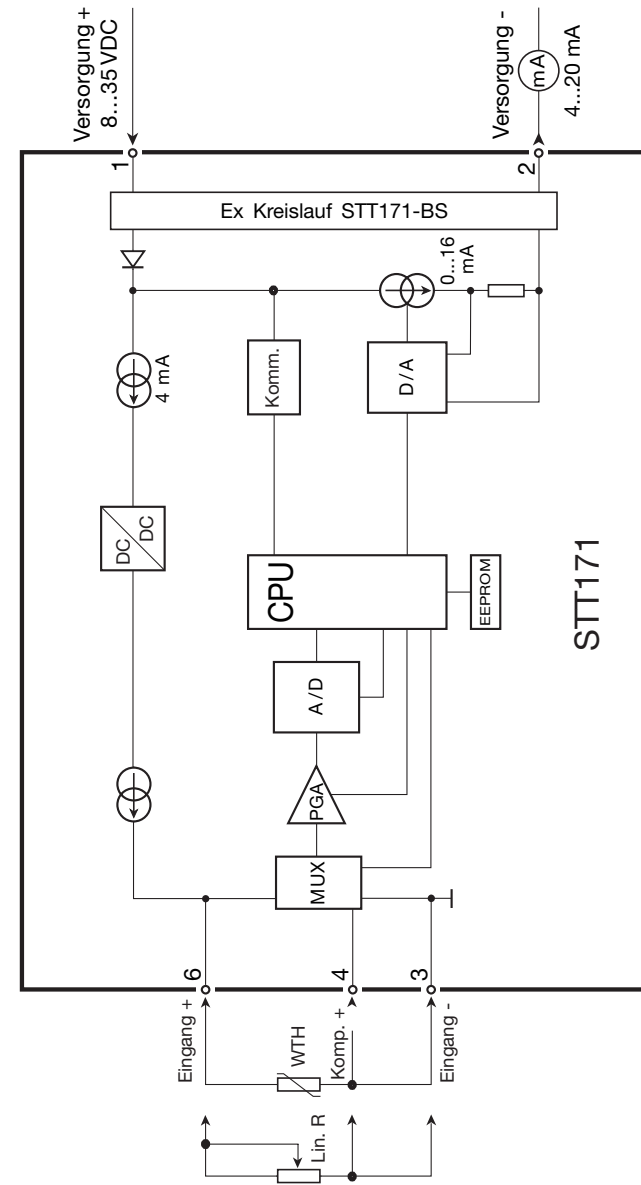 Versorgung +
8...35 VDC
Versorgung -
mA
4...20 mA
1
2
Ex Kreislauf STT171-BS
4 mA
0...16
mA
Komm.
D/A
DC
DC
CPU
EEPROM
STT171
A/D
PGA
MUX
6
4
3
Eingang +
WTH
Komp. +
Eingang -
Lin. R